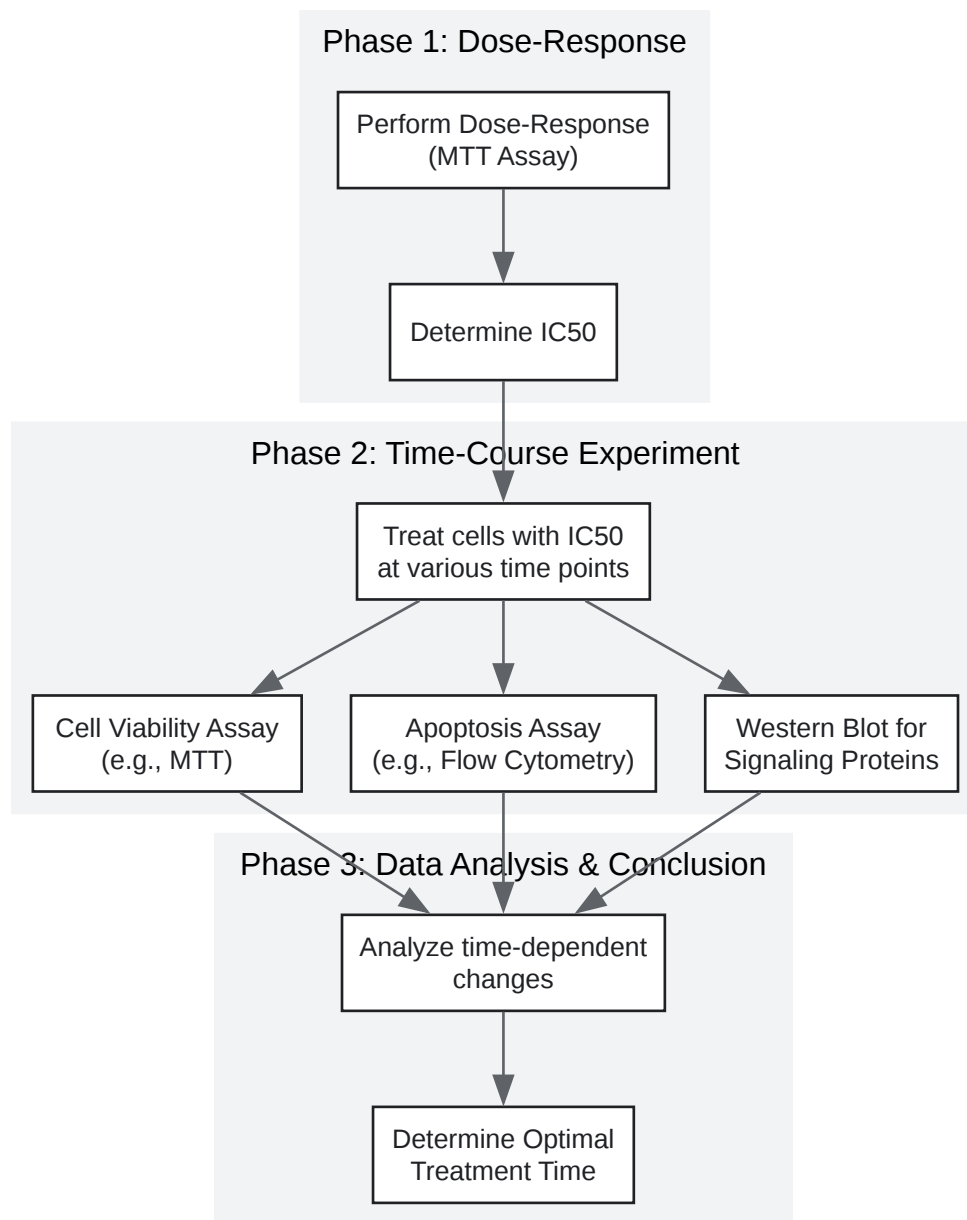 Phase 1: Dose-Response
Perform Dose-Response
(MTT Assay)
Determine IC50
Phase 2: Time-Course Experiment
Treat cells with IC50
at various time points
Cell Viability Assay
(e.g., MTT)
Apoptosis Assay
(e.g., Flow Cytometry)
Western Blot for
Signaling Proteins
Phase 3: Data Analysis & Conclusion
Analyze time-dependent
changes
Determine Optimal
Treatment Time